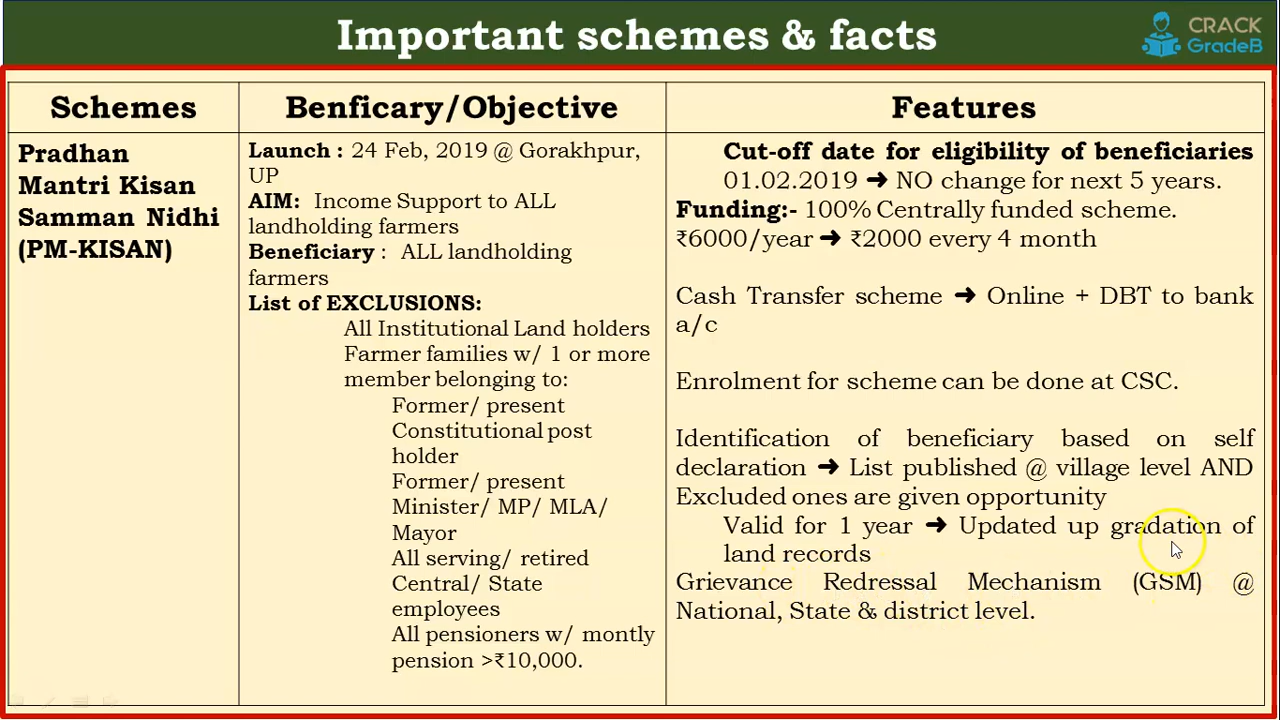 Important schemes & facts
CRACK
GradeB
Schemes
Benficary/Objective
Features
Pradhan
Mantri Kisan
Samman Nidhi
(PM-KISAN)
Launch : 24 Feb, 2019 @ Gorakhpur,
UP
AIM: Income Support to ALL
landholding farmers
Beneficiary : ALL landholding
farmers
List of EXCLUSIONS:
All Institutional Land holders
Farmer families w/ 1 or more
member belonging to:
Former/ present
Constitutional post
holder
Former/ present
Minister/ MP/ MLA/
Mayor
All serving/ retired
Central/ State
employees
All pensioners w/ montly
pension >₹10,000.
Cut-off date for eligibility of beneficiaries
01.02.2019 ➜ NO change for next 5 years.
Funding:- 100% Centrally funded scheme.
₹6000/year ➜ ₹2000 every 4 month
Cash Transfer scheme ➜ Online + DBT to bank
a/c
Enrolment for scheme can be done at CSC.
Identification of beneficiary based on self
declaration ➜ List published @ village level AND
Excluded ones are given opportunity
Valid for 1 year ➜ Updated up gradation of
land records
Grievance Redressal Mechanism (GSM) @
National, State & district level.